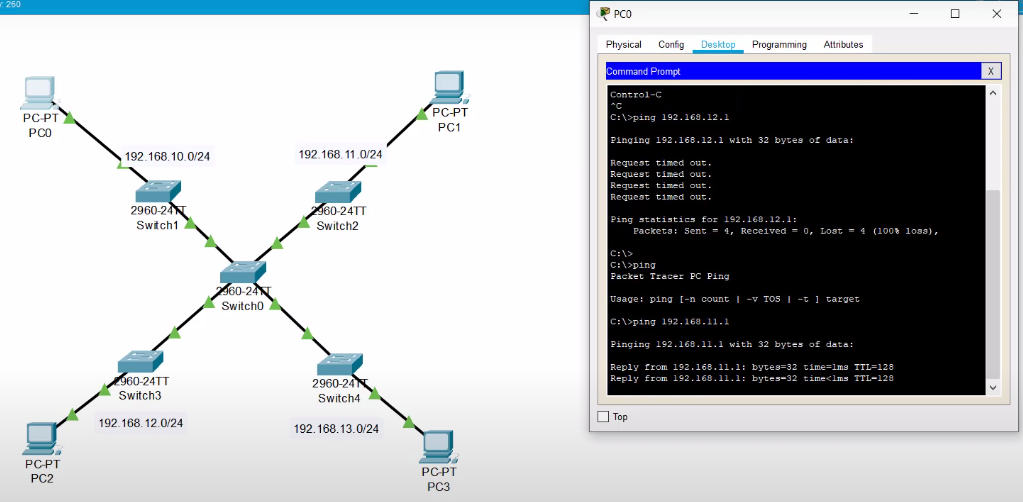 : 260
PC-PT
PC0
PC-PT
PC1
192.168.10.0/24
192.168.11.0/24
2960-24TT
Switch1
2960-24TT
Switch2
2960-24TT
Switch0
2960-24TT
Switch3
2960-24TT
Switch4
192.168.12.0/24
192.168.13.0/24
PC-PT
PC2
PC-PT
PC3
PC0
Physical Config Desktop Programming Attributes
Command Prompt X
Control-C
^C
C:\>ping 192.168.12.1
Pinging 192.168.12.1 with 32 bytes of data:
Request timed out.
Request timed out.
Request timed out.
Request timed out.
Ping statistics for 192.168.12.1:
Packets: Sent = 4, Received = 0, Lost = 4 (100% loss),
C:\>
C:\>ping
Packet Tracer PC Ping
Usage: ping [-n count | -v TOS | -t ] target
C:\>ping 192.168.11.1
Pinging 192.168.11.1 with 32 bytes of data:
Reply from 192.168.11.1: bytes=32 time=1ms TTL=128
Reply from 192.168.11.1: bytes=32 time<1ms TTL=128
Top